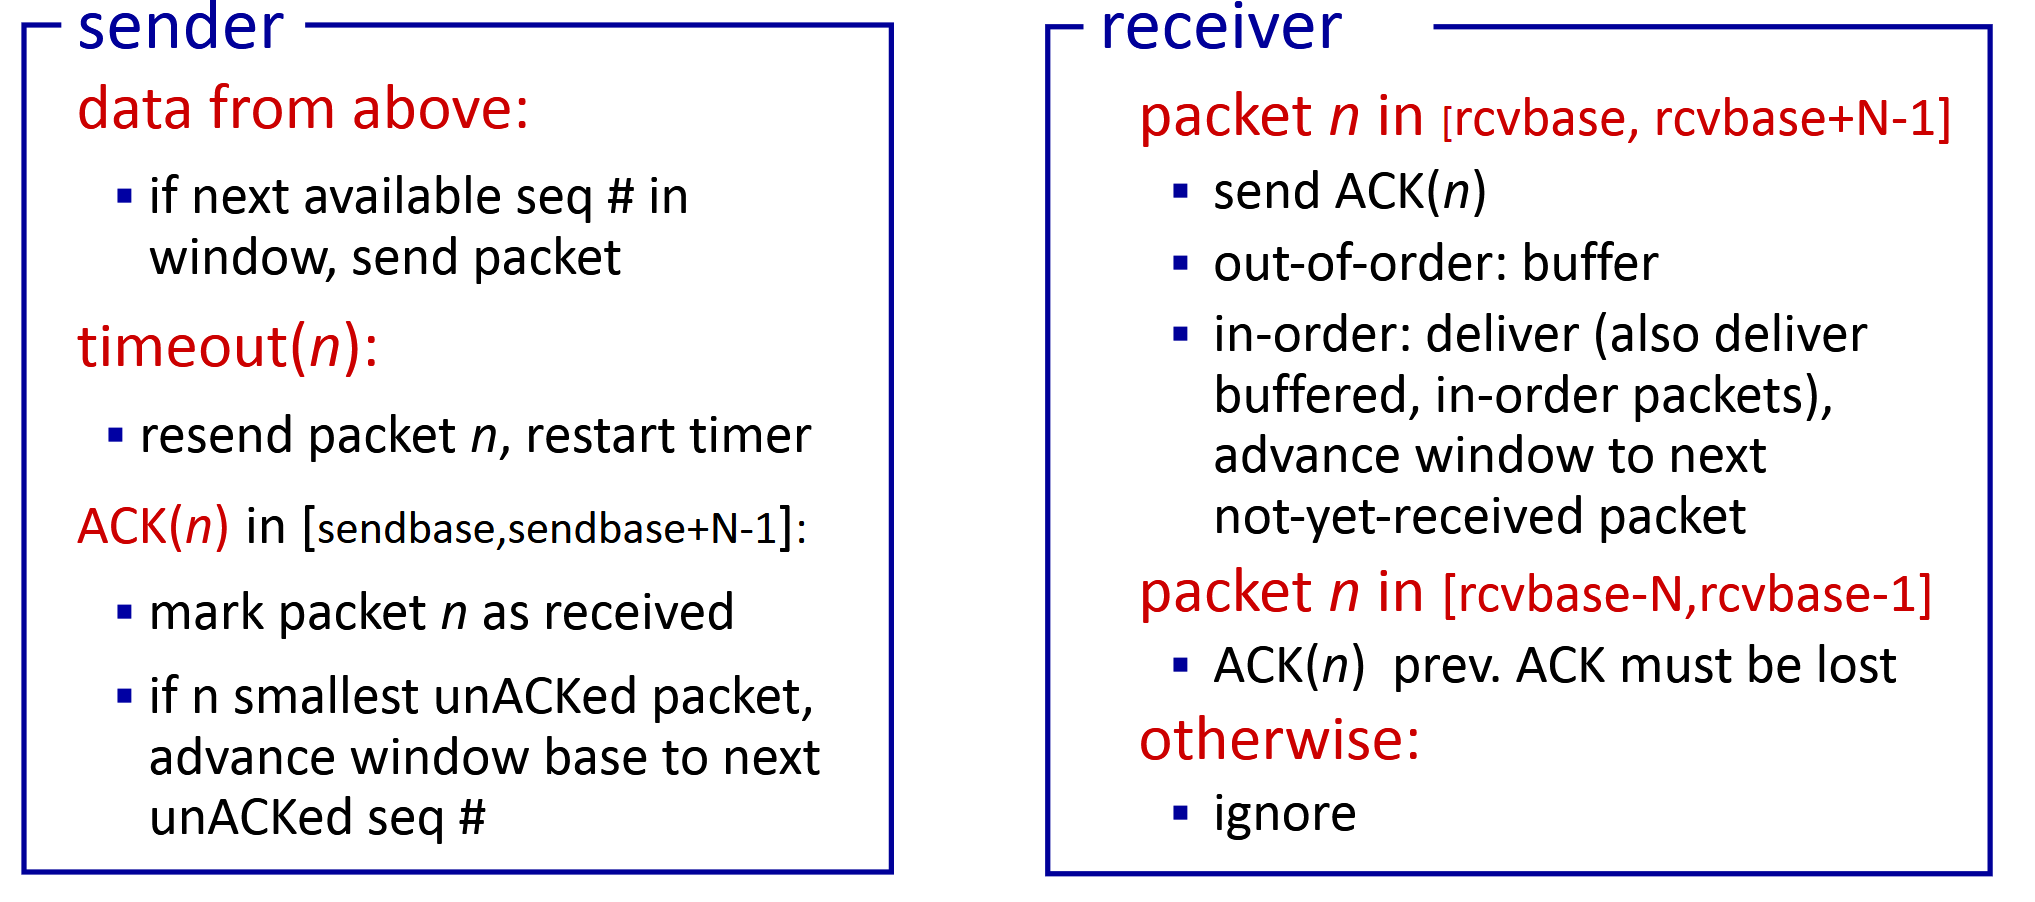 sender
data from above:
▪ if next available seq # in
window, send packet
timeout(n):
▪ resend packet n, restart timer
ACK(n) in [sendbase,sendbase+N-1]:
▪ mark packet n as received
▪ if n smallest unACKed packet,
advance window base to next
unACKed seq #
receiver
packet n in [rcvbase, rcvbase+N-1]
▪ send ACK(n)
▪ out-of-order: buffer
▪ in-order: deliver (also deliver
buffered, in-order packets),
advance window to next
not-yet-received packet
packet n in [rcvbase-N,rcvbase-1]
▪ ACK(n) prev. ACK must be lost
otherwise:
▪ ignore